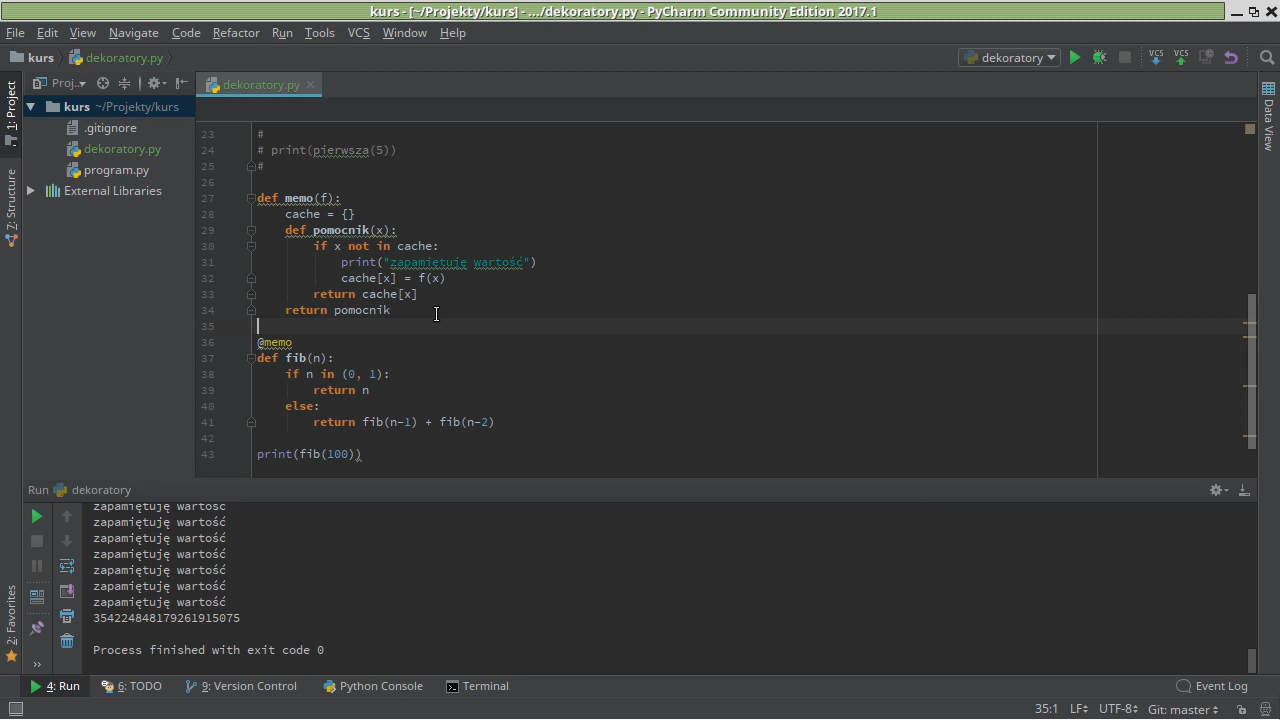 kurs - [~/Projekty/kurs] - .../dekoratory.py - PyCharm Community Edition 2017.1
File Edit View Navigate Code Refactor Run Tools VCS Window Help
kurs dekoratory.py dekoratory VCS VCS
1: Project
7: Structure
2: Favorites
Proj..
kurs ~/Projekty/kurs
.gitignore
dekoratory.py
program.py
External Libraries
dekoratory.py
23 #
24 # print(pierwsza(5))
25 #
26
27 def memo(f):
28 cache = {}
29 def pomocnik(x):
30 if x not in cache:
31 print("zapamiętuję wartość")
32 cache[x] = f(x)
33 return cache[x]
34 return pomocnik
35
36 @memo
37 def fib(n):
38 if n in (0, 1):
39 return n
40 else:
41 return fib(n-1) + fib(n-2)
42
43 print(fib(100))
Data View
Run dekoratory
zapamiętuję wartość
zapamiętuję wartość
zapamiętuję wartość
zapamiętuję wartość
zapamiętuję wartość
zapamiętuję wartość
zapamiętuję wartość
354224848179261915075
Process finished with exit code 0
4: Run 6: TODO 9: Version Control Python Console Terminal Event Log
35:1 LF UTF-8 Git: master